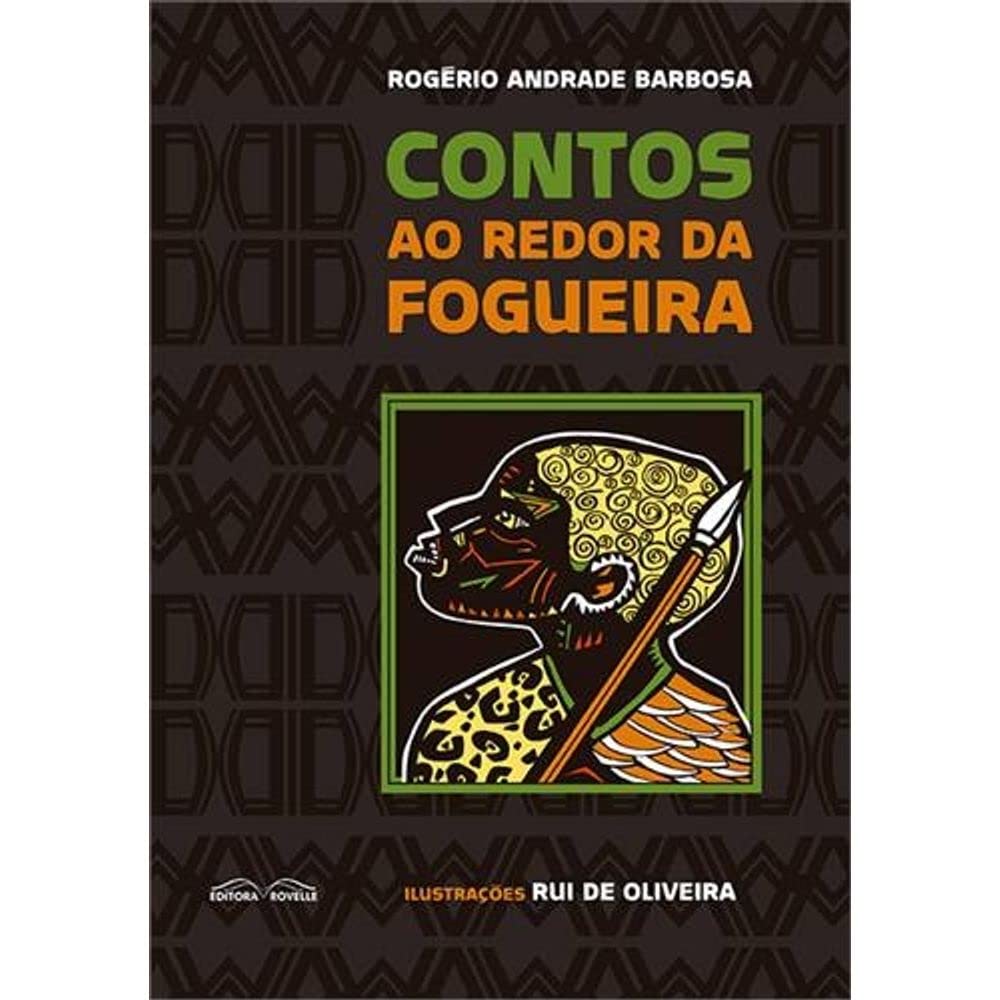 ROGÉRIO ANDRADE BARBOSA
CONTOS
AO REDOR DA
FOGUEIRA
EDITORA ROVELLE
ILUSTRAÇÕES RUI DE OLIVEIRA